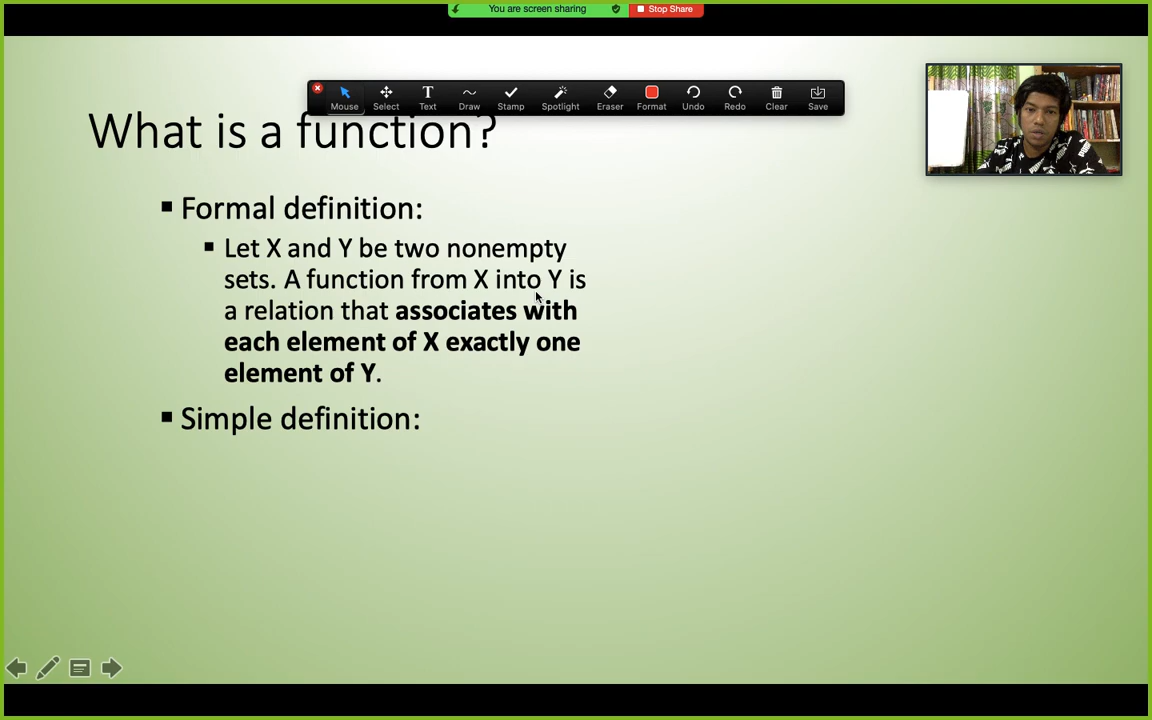 You are screen sharing
Stop Share
Mouse Select Text Draw Stamp Spotlight Eraser Format Undo Redo Clear Save
What is a function?
Formal definition:
Let X and Y be two nonempty
sets. A function from X into Y is
a relation that associates with
each element of X exactly one
element of Y.
Simple definition: